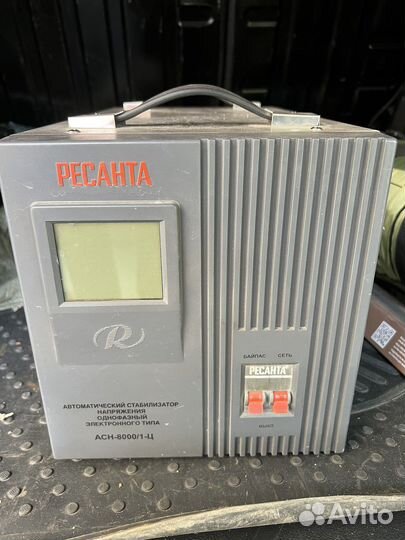 РЕСАНТА
R
БАЙПАС СЕТЬ
РЕСАНТА
ВЫКЛ
АВТОМАТИЧЕСКИЙ СТАБИЛИЗАТОР
НАПРЯЖЕНИЯ
ОДНОФАЗНЫЙ
ЭЛЕКТРОННОГО ТИПА
АСН-8000/1-Ц
Avito